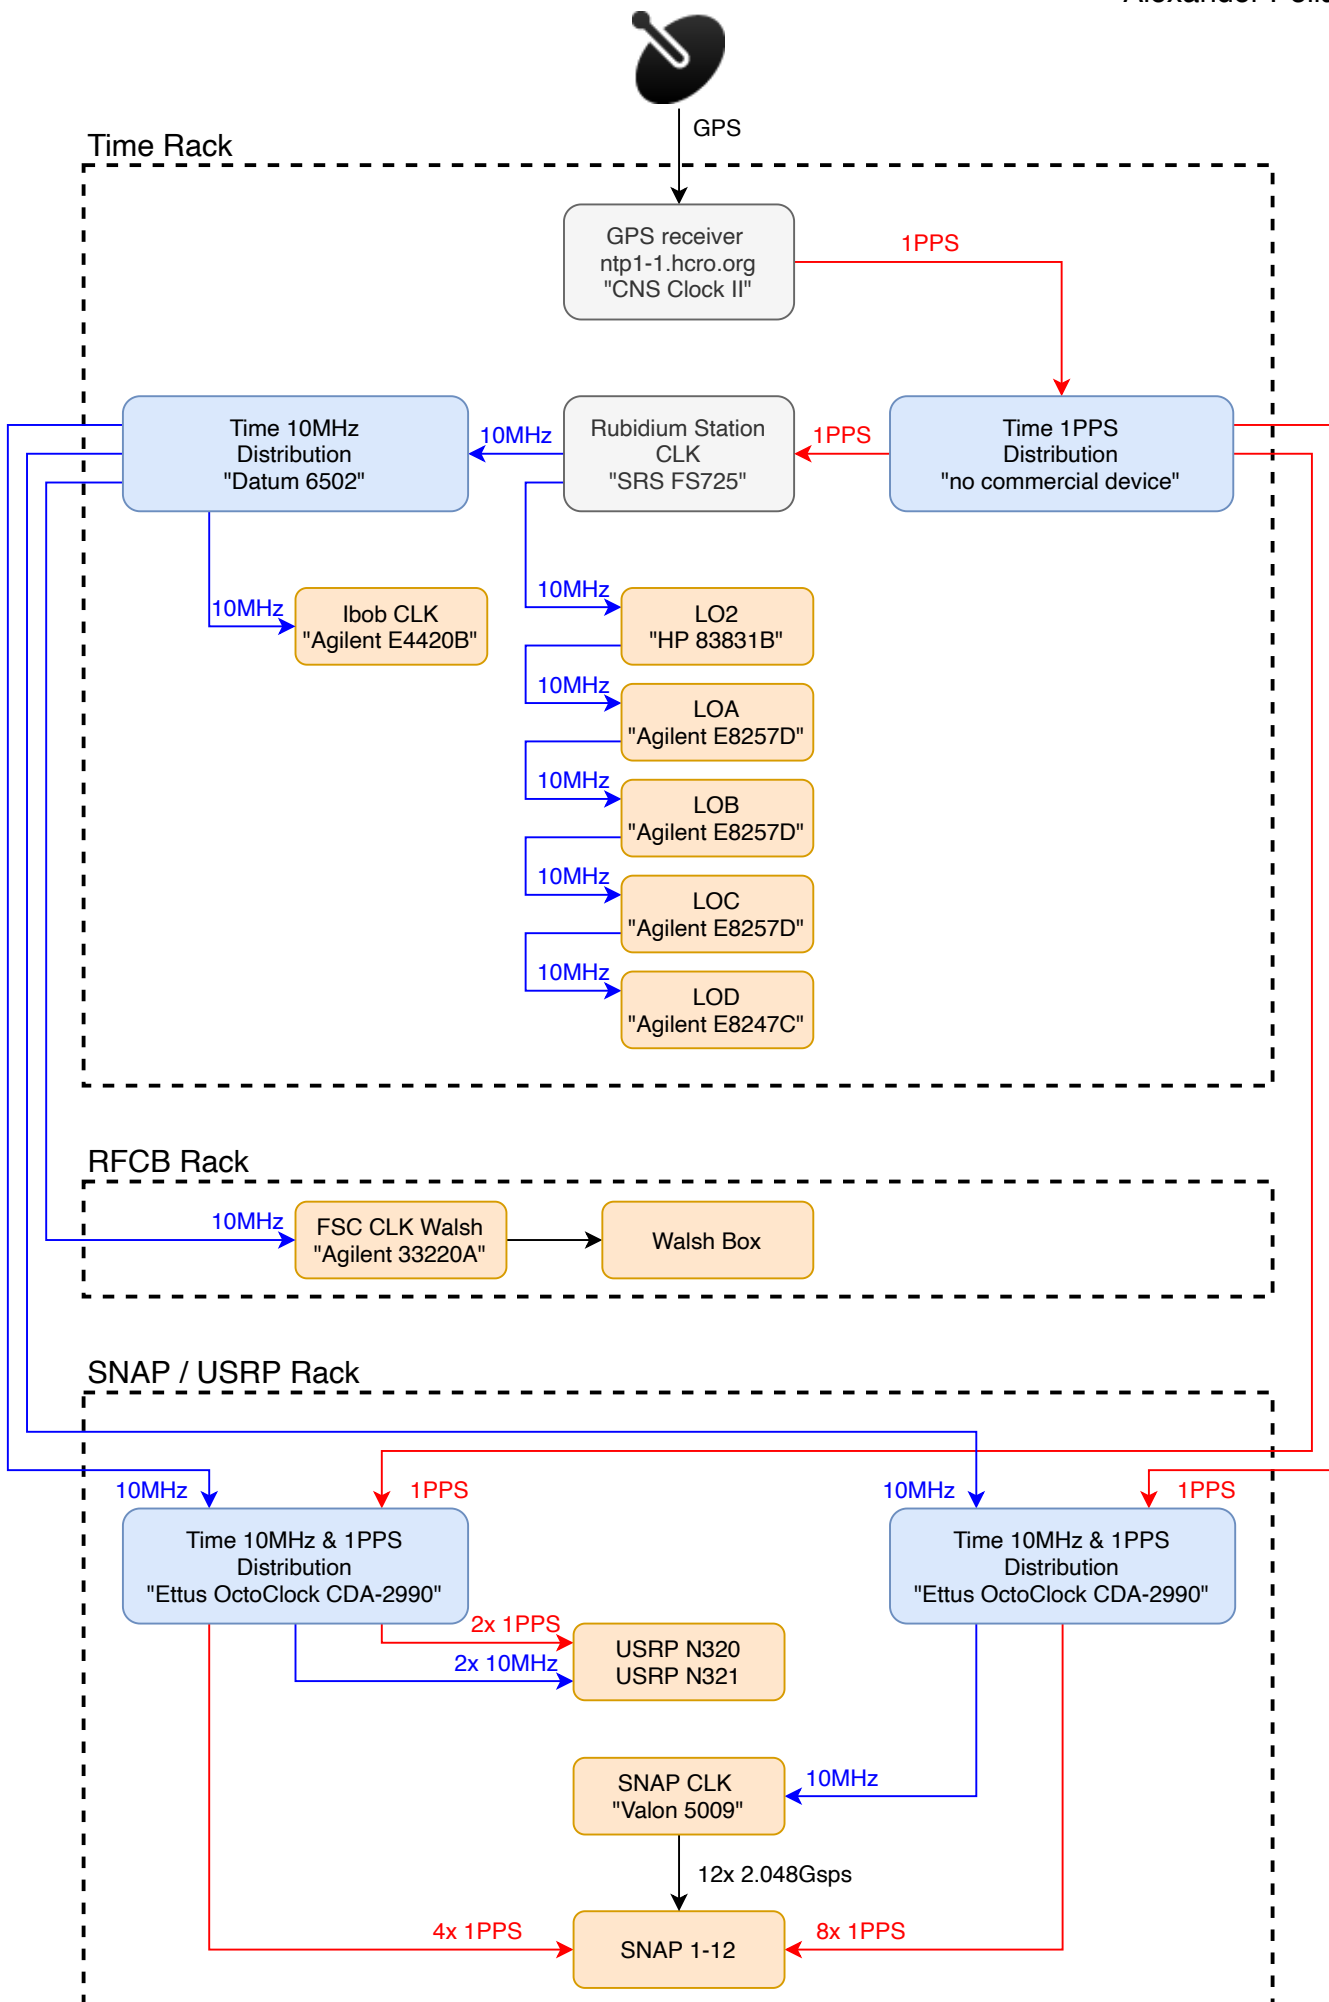 GPS
Time Rack
GPS receiver
ntp1-1.hcro.org
"CNS Clock II"
1PPS
Time 10MHz
Distribution
"Datum 6502"
10MHz
Rubidium Station
CLK
"SRS FS725"
1PPS
Time 1PPS
Distribution
"no commercial device"
10MHz
Ibob CLK
"Agilent E4420B"
10MHz
LO2
"HP 83831B"
10MHz
LOA
"Agilent E8257D"
10MHz
LOB
"Agilent E8257D"
10MHz
LOC
"Agilent E8257D"
10MHz
LOD
"Agilent E8247C"
RFCB Rack
10MHz
FSC CLK Walsh
"Agilent 33220A"
Walsh Box
SNAP / USRP Rack
10MHz
1PPS
10MHz
1PPS
Time 10MHz & 1PPS
Distribution
"Ettus OctoClock CDA-2990"
Time 10MHz & 1PPS
Distribution
"Ettus OctoClock CDA-2990"
2x 1PPS
2x 10MHz
USRP N320
USRP N321
SNAP CLK
"Valon 5009"
10MHz
12x 2.048Gsps
4x 1PPS
SNAP 1-12
8x 1PPS